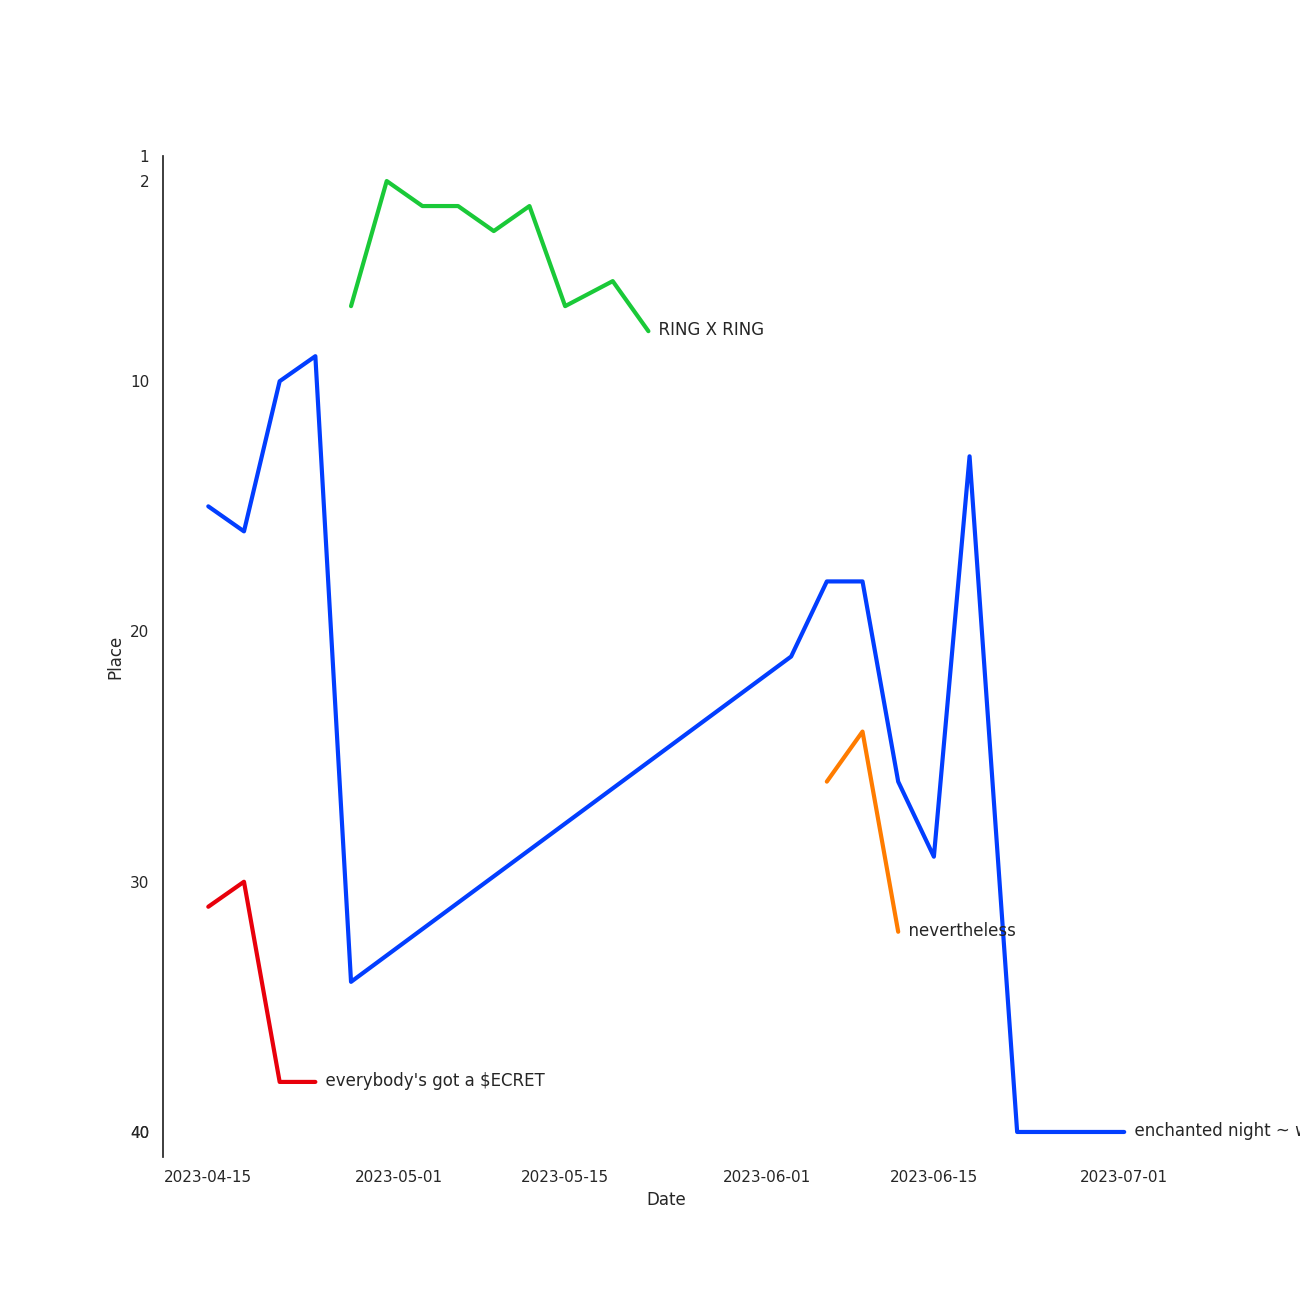 1
2
10
20
30
40
Place
RING X RING
nevertheless
everybody's got a $ECRET
enchanted night ~
2023-04-15 2023-05-01 2023-05-15 2023-06-01 2023-06-15 2023-07-01
Date